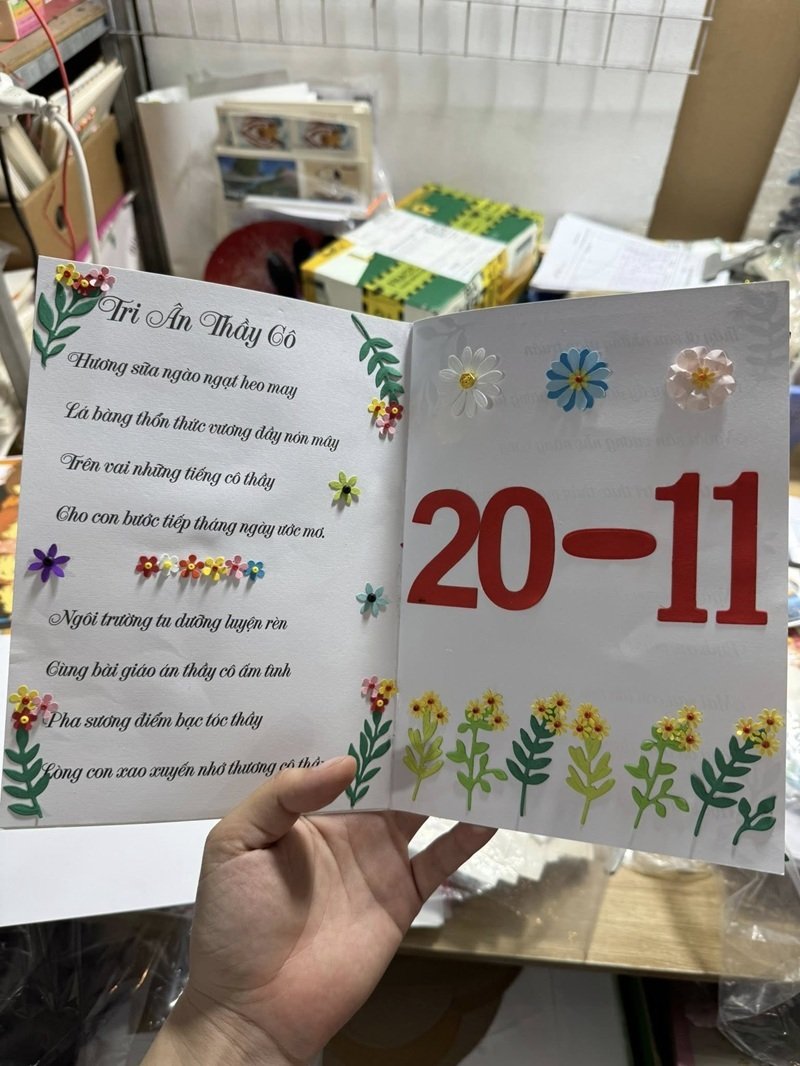 Tri Ân Thầy Cô
Hương sữa ngào ngạt heo may
Lá bàng thổn thức vương đầy nón mây
Trên vai những tiếng cô thầy
Cho con bước tiếp tháng ngày ước mơ.
Ngôi trường tu dưỡng luyện rèn
Cùng bài giáo án thầy cô ấm tình
Pha sương điểm bạc tóc thầy
Lòng con xao xuyến nhớ thương cô
20-11